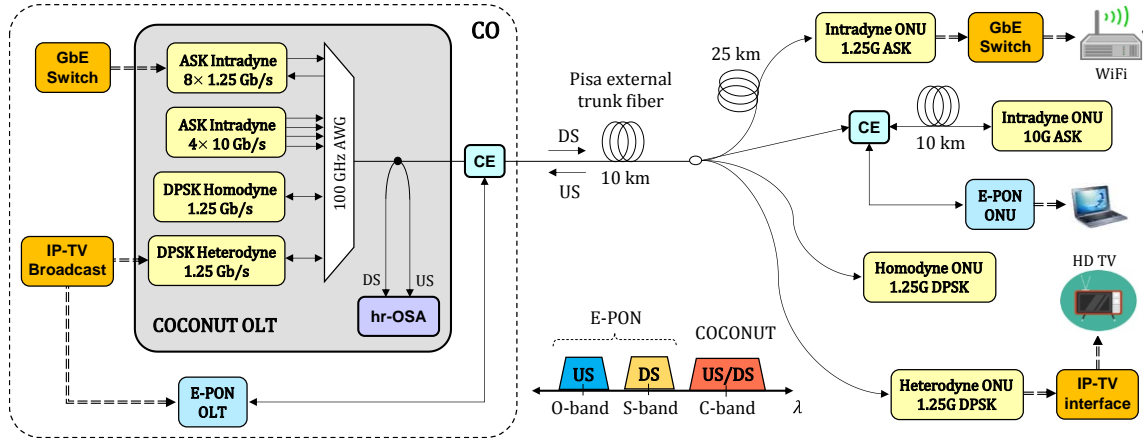 CO
GbE
Switch
ASK Intradyne
8× 1.25 Gb/s
ASK Intradyne
4× 10 Gb/s
DPSK Homodyne
1.25 Gb/s
IP-TV
Broadcast
DPSK Heterodyne
1.25 Gb/s
100 GHz AWG
DS
US
hr-OSA
COCONUT OLT
E-PON
OLT
CE
DS
US
Pisa external
trunk fiber
10 km
25 km
Intradyne ONU
1.25G ASK
GbE
Switch
WiFi
CE
10 km
Intradyne ONU
10G ASK
E-PON
ONU
Homodyne ONU
1.25G DPSK
HD TV
Heterodyne ONU
1.25G DPSK
IP-TV
interface
E-PON
COCONUT
US
DS
US/DS
O-band
S-band
C-band
λ